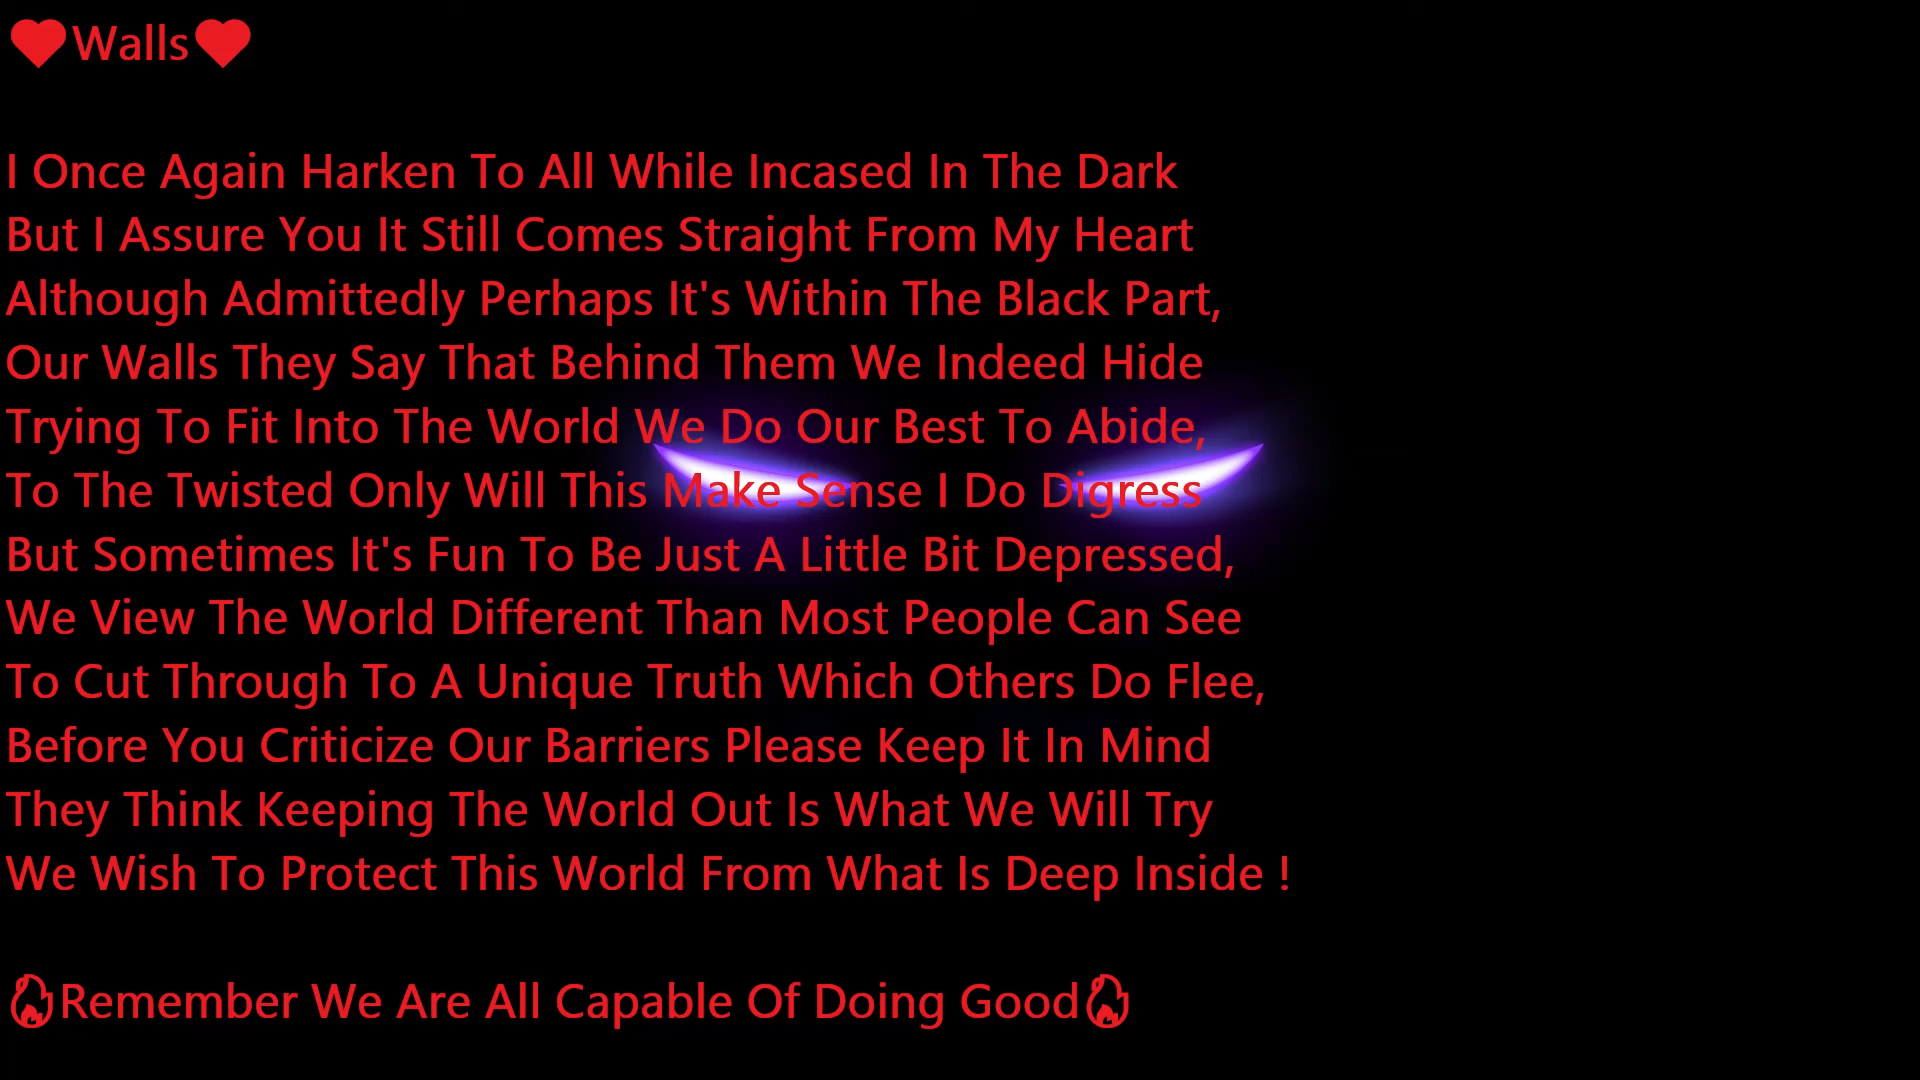 ❤Walls❤
I Once Again Harken To All While Incased In The Dark
But I Assure You It Still Comes Straight From My Heart
Although Admittedly Perhaps It's Within The Black Part,
Our Walls They Say That Behind Them We Indeed Hide
Trying To Fit Into The World We Do Our Best To Abide,
To The Twisted Only Will This Make Sense I Do Digress
But Sometimes It's Fun To Be Just A Little Bit Depressed,
We View The World Different Than Most People Can See
To Cut Through To A Unique Truth Which Others Do Flee,
Before You Criticize Our Barriers Please Keep It In Mind
They Think Keeping The World Out Is What We Will Try
We Wish To Protect This World From What Is Deep Inside !
🔥Remember We Are All Capable Of Doing Good🔥